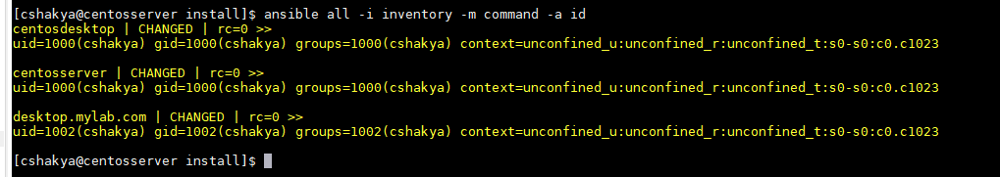 [cshakya@centosserver install]$ ansible all -i inventory -m command -a id
centosdesktop | CHANGED | rc=0 >>
uid=1000(cshakya) gid=1000(cshakya) groups=1000(cshakya) context=unconfined_u:unconfined_r:unconfined_t:s0-s0:c0.c1023
centosserver | CHANGED | rc=0 >>
uid=1000(cshakya) gid=1000(cshakya) groups=1000(cshakya) context=unconfined_u:unconfined_r:unconfined_t:s0-s0:c0.c1023
desktop.mylab.com | CHANGED | rc=0 >>
uid=1002(cshakya) gid=1002(cshakya) groups=1002(cshakya) context=unconfined_u:unconfined_r:unconfined_t:s0-s0:c0.c1023
[cshakya@centosserver install]$